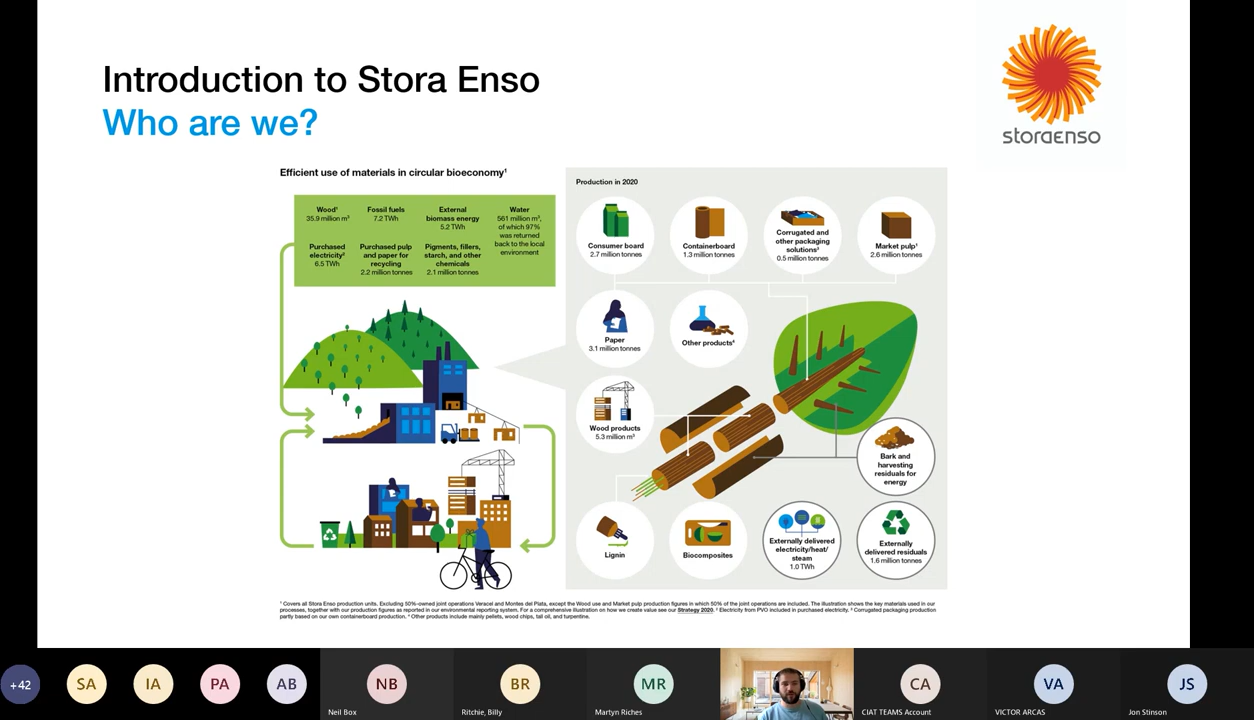 Introduction to Stora Enso
Who are we?
storaenso
Efficient use of materials in circular bioeconomy¹
Wood¹
35.9 million m³
Fossil fuels
7.2 TWh
External
biomass energy
5.2 TWh
Water
561 million m³,
of which 97%
was returned
back to the local
environment
Purchased
electricity²
6.5 TWh
Purchased pulp
and paper for
recycling
2.2 million tonnes
Pigments, fillers,
starch, and other
chemicals
2.1 million tonnes
Production in 2020
Consumer board
2.7 million tonnes
Containerboard
1.3 million tonnes
Corrugated and
other packaging
solutions³
0.5 million tonnes
Market pulp¹
2.6 million tonnes
Paper
3.1 million tonnes
Other products⁴
Wood products
5.3 million m³
Bark and
harvesting
residuals for
energy
Lignin
Biocomposites
Externally delivered
electricity/heat/
steam
1.0 TWh
Externally
delivered residuals
1.6 million tonnes
¹ Covers all Stora Enso production units. Excluding 50%-owned joint operations Veracel and Montes del Plata, except the Wood use and Market pulp production figures in which 50% of the joint operations are included. The illustration shows the key materials used in our
processes, together with our production figures as reported in our environmental reporting system. For a comprehensive illustration on how we create value see our Strategy 2020. ² Electricity from PVO included in purchased electricity. ³ Corrugated packaging production
partly based on our own containerboard production. ⁴ Other products include mainly pellets, wood chips, tall oil, and turpentine.
+42
SA
IA
PA
AB
NB
Neil Box
BR
Ritchie, Billy
MR
Martyn Riches
CA
CIAT TEAMS Account
VA
VICTOR ARCAS
JS
Jon Stinson